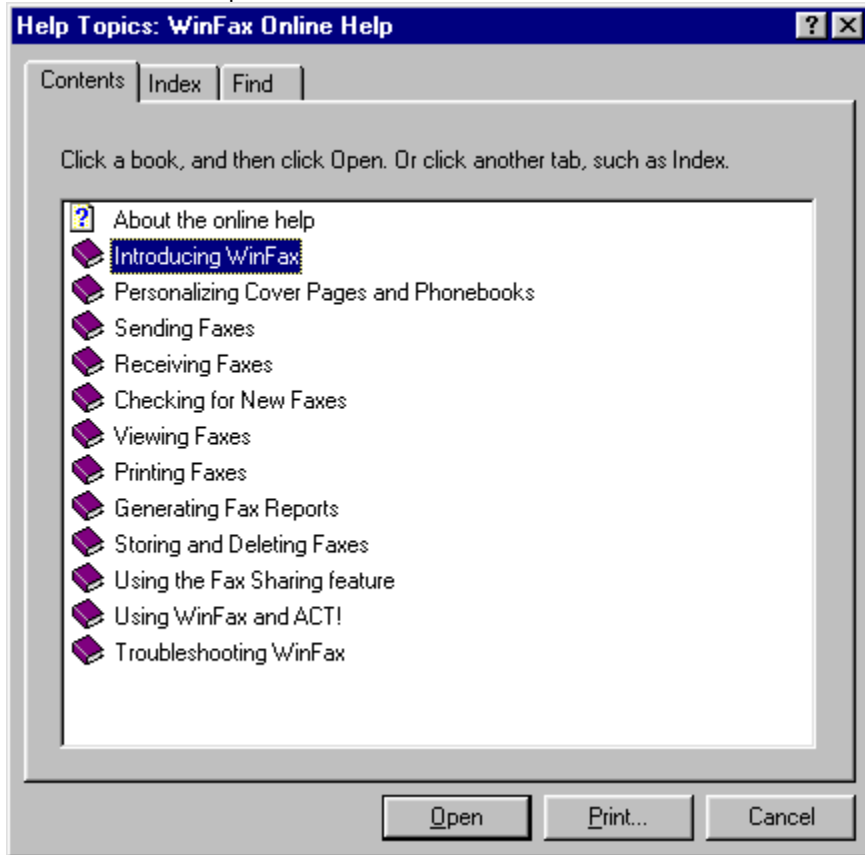 Help Topics: WinFax Online Help
Contents Index Find
Click a book, and then click Open. Or click another tab, such as Index.
About the online help
Introducing WinFax
Personalizing Cover Pages and Phonebooks
Sending Faxes
Receiving Faxes
Checking for New Faxes
Viewing Faxes
Printing Faxes
Generating Fax Reports
Storing and Deleting Faxes
Using the Fax Sharing feature
Using WinFax and ACT!
Troubleshooting WinFax
Open Print... Cancel